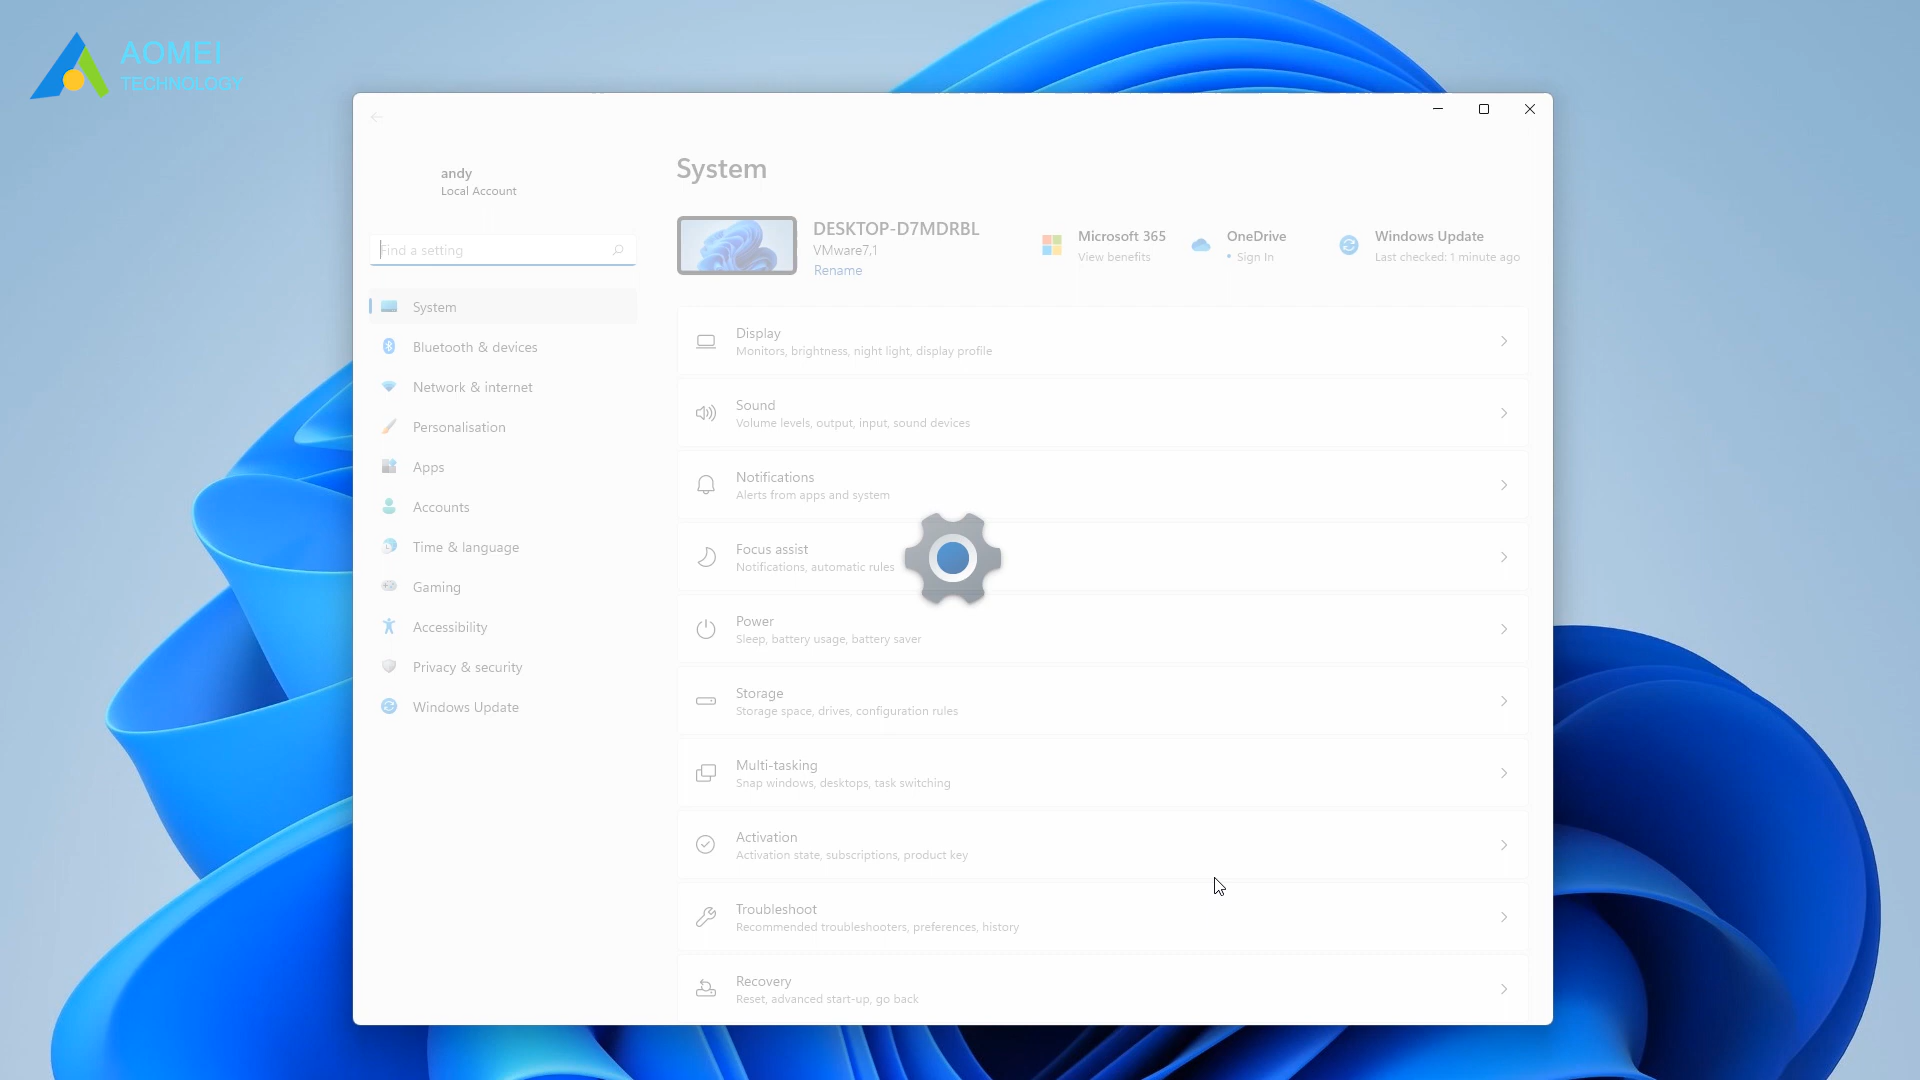 AOMEI
TECHNOLOGY
andy
Local Account
Find a setting
System
Bluetooth & devices
Network & internet
Personalisation
Apps
Accounts
Time & language
Gaming
Accessibility
Privacy & security
Windows Update
System
DESKTOP-D7MDRBL
VMware7,1
Rename
Microsoft 365
View benefits
OneDrive
• Sign In
Windows Update
Last checked: 1 minute ago
Display
Monitors, brightness, night light, display profile
Sound
Volume levels, output, input, sound devices
Notifications
Alerts from apps and system
Focus assist
Notifications, automatic rules
Power
Sleep, battery usage, battery saver
Storage
Storage space, drives, configuration rules
Multi-tasking
Snap windows, desktops, task switching
Activation
Activation state, subscriptions, product key
Troubleshoot
Recommended troubleshooters, preferences, history
Recovery
Reset, advanced start-up, go back